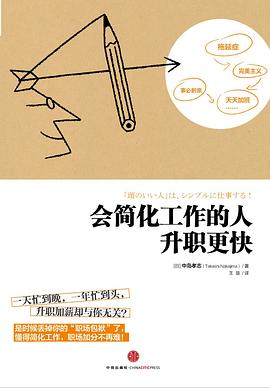 拖延症
完美主义
事必躬亲
天天加班
……
「頭のいい人」は、シンプルに仕事する！
会简化工作的人
升职更快
[日] 中岛孝志（Takashi Nakajima）著
王喆 译
一天忙到晚，一年忙到头，
升职加薪却与你无关？
是时候丢掉你的“职场包袱”了，
懂得简化工作，职场加分不再难！
中信出版社·CHINACITICPRESS